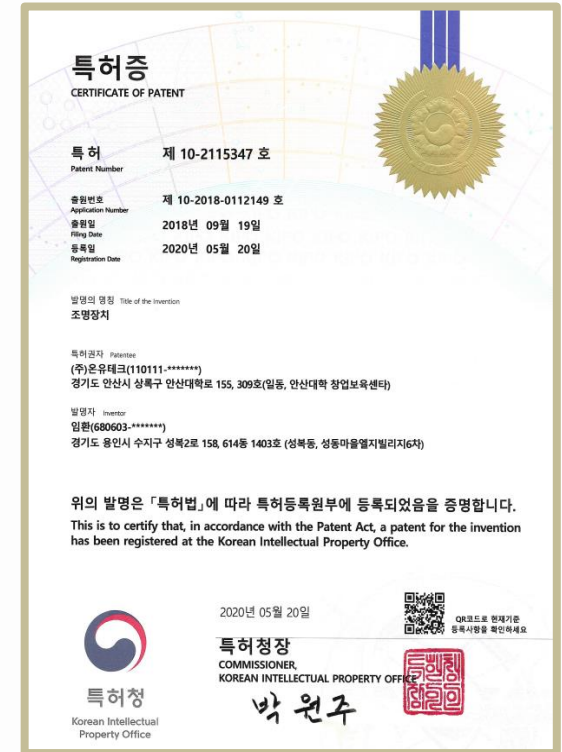 특허증
CERTIFICATE OF PATENT
특허 제 10-2115347 호
Patent Number
출원번호 제 10-2018-0112149 호
Application Number
출원일 2018년 09월 19일
Filing Date
등록일 2020년 05월 20일
Registration Date
발명의 명칭 Title of the Invention
조명장치
특허권자 Patentee
(주)온유테크(110111-*******)
경기도 안산시 상록구 안산대학로 155, 309호(일동, 안산대학 창업보육센타)
발명자 Inventor
임환(680603-*******)
경기도 용인시 수지구 성복2로 158, 614동 1403호 (성복동, 성동마을엘지빌리지6차)
위의 발명은 「특허법」에 따라 특허등록원부에 등록되었음을 증명합니다.
This is to certify that, in accordance with the Patent Act, a patent for the invention
has been registered at the Korean Intellectual Property Office.
2020년 05월 20일
QR코드로 현재기준
등록사항을 확인하세요
특허청장
COMMISSIONER,
KOREAN INTELLECTUAL PROPERTY OFFICE
박원주
특허청
Korean Intellectual
Property Office